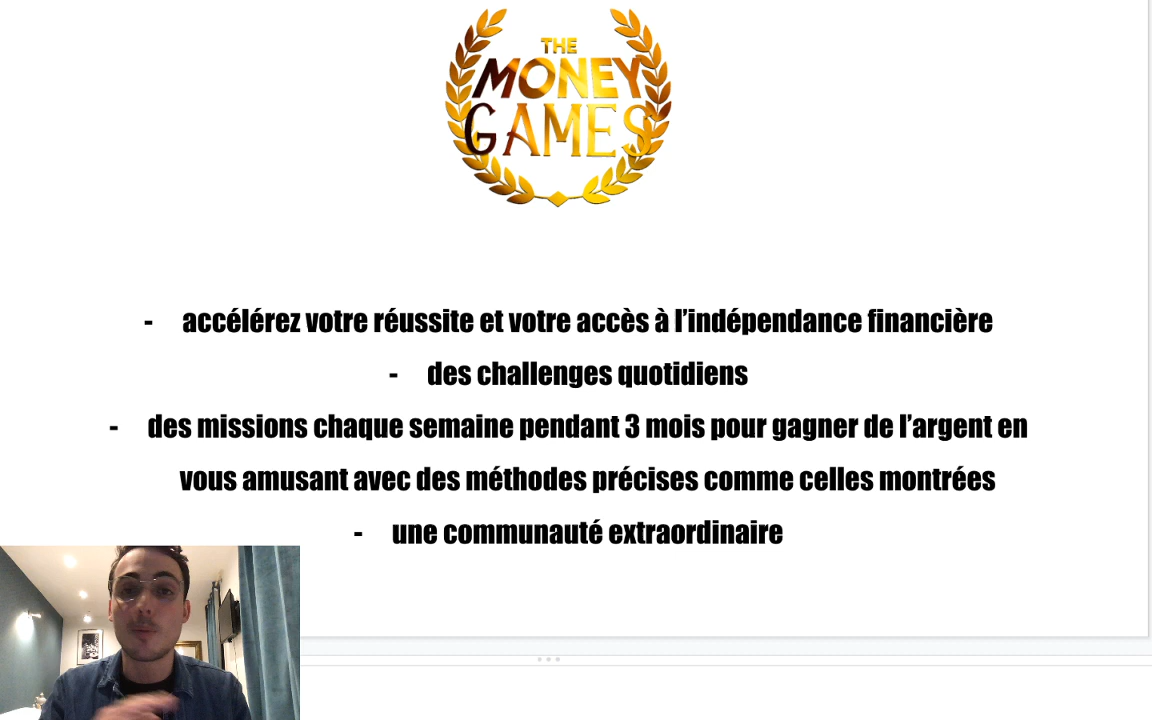 THE
MONEY
GAMES
- accélérez votre réussite et votre accès à l’indépendance financière
- des challenges quotidiens
- des missions chaque semaine pendant 3 mois pour gagner de l’argent en
vous amusant avec des méthodes précises comme celles montrées
- une communauté extraordinaire